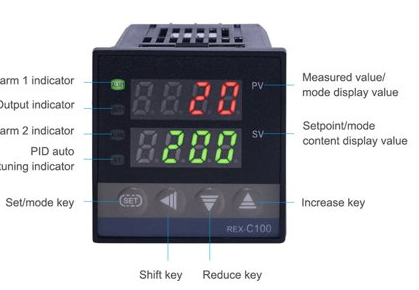 arm 1 indicator
Output indicator
arm 2 indicator
PID auto
tuning indicator
Set/mode key
20
PV
200
SV
SET
REX-C100
Measured value/
mode display value
Setpoint/mode
content display value
Increase key
Shift key
Reduce key